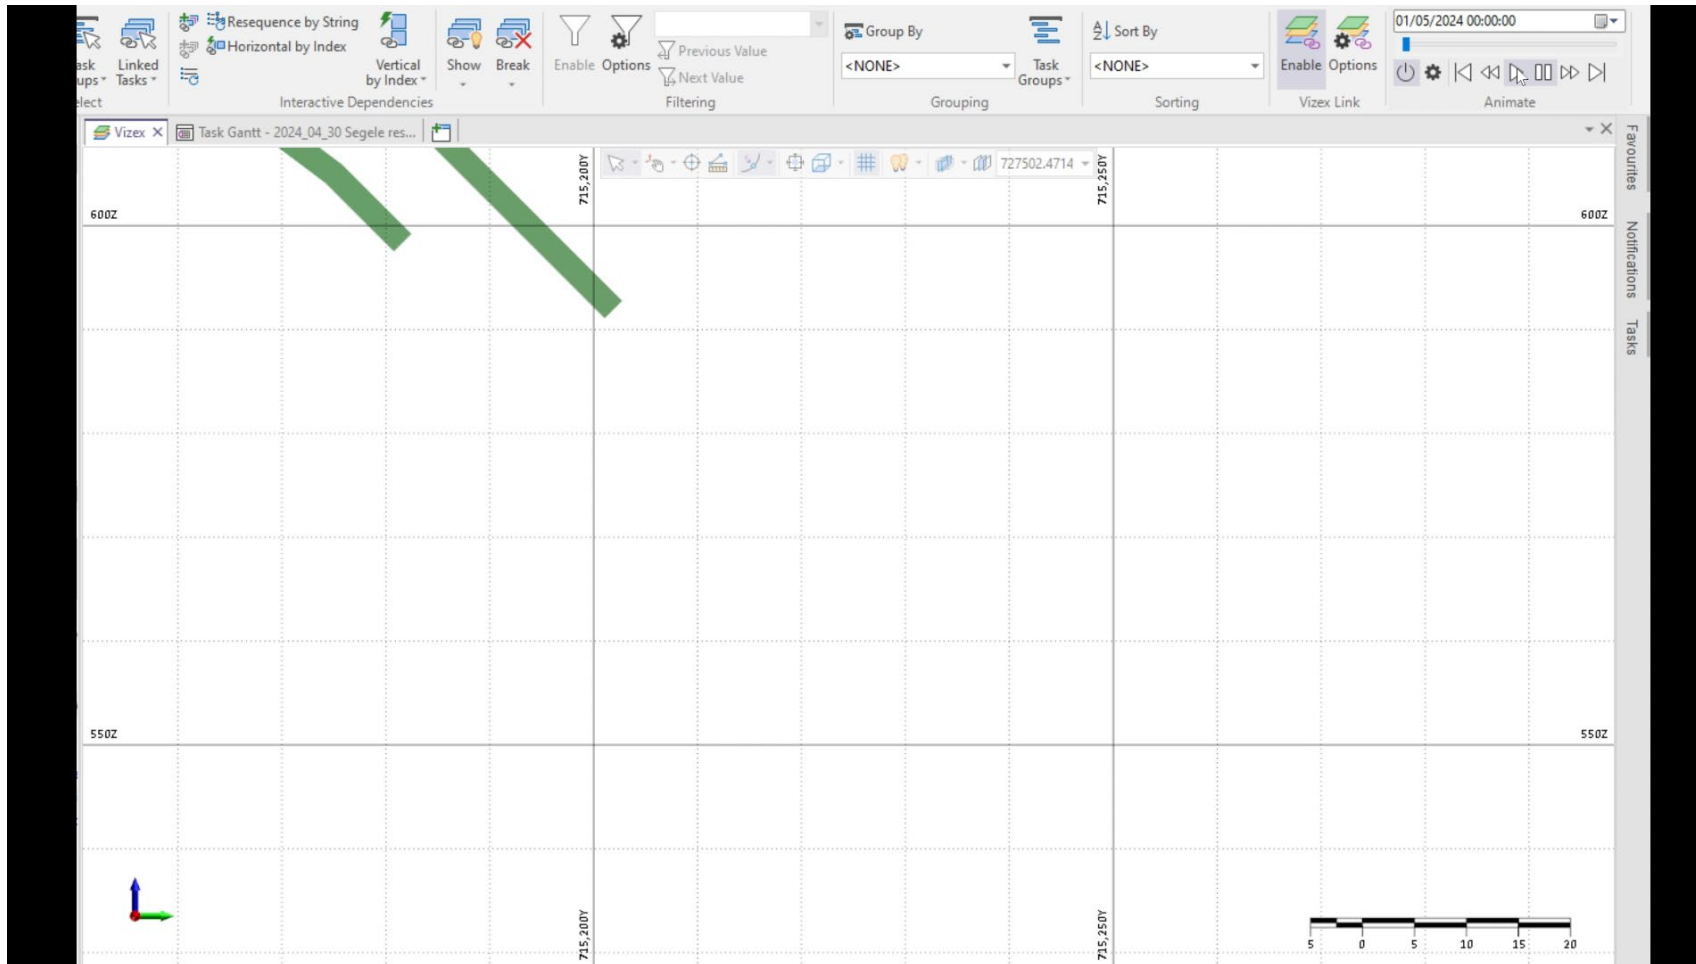 Resequence by String
Horizontal by Index
ask
ups
Linked
Tasks
Vertical
by Index
Show
Break
Enable
Options
Previous Value
Next Value
Group By
<NONE>
Task
Groups
Sort By
<NONE>
Enable
Options
01/05/2024 00:00:00
elect
Interactive Dependencies
Filtering
Grouping
Sorting
Vizex Link
Animate
Vizex
Task Gantt - 2024_04_30 Segele res...
727502.4714
Favourites
Notifications
Tasks
715,200Y
715,250Y
600Z
600Z
550Z
550Z
715,200Y
715,250Y
5 0 5 10 15 20